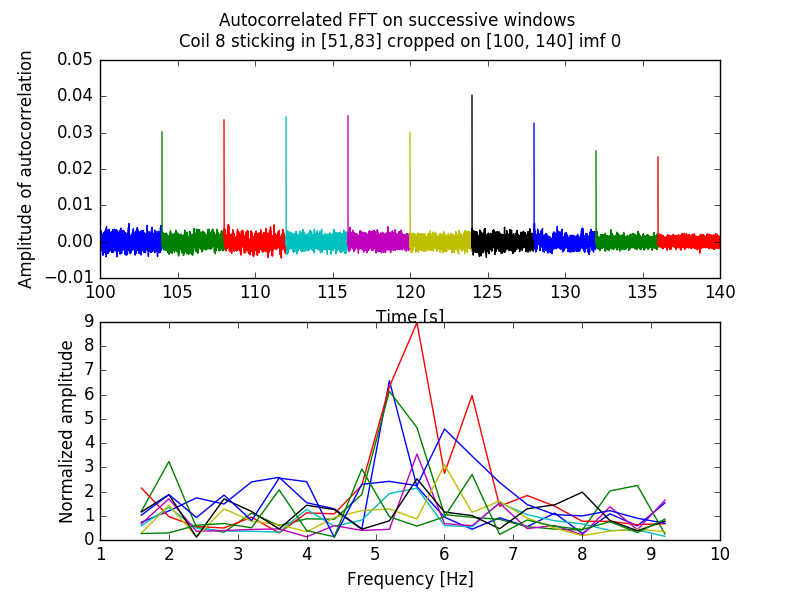 Autocorrelated FFT on successive windows
Coil 8 sticking in [51,83] cropped on [100, 140] imf 0
Amplitude of autocorrelation
0.05
0.04
0.03
0.02
0.01
0.00
−0.01
100 105 110 115 120 125 130 135 140
Time [s]
Normalized amplitude
9
8
7
6
5
4
3
2
1
0
1 2 3 4 5 6 7 8 9 10
Frequency [Hz]